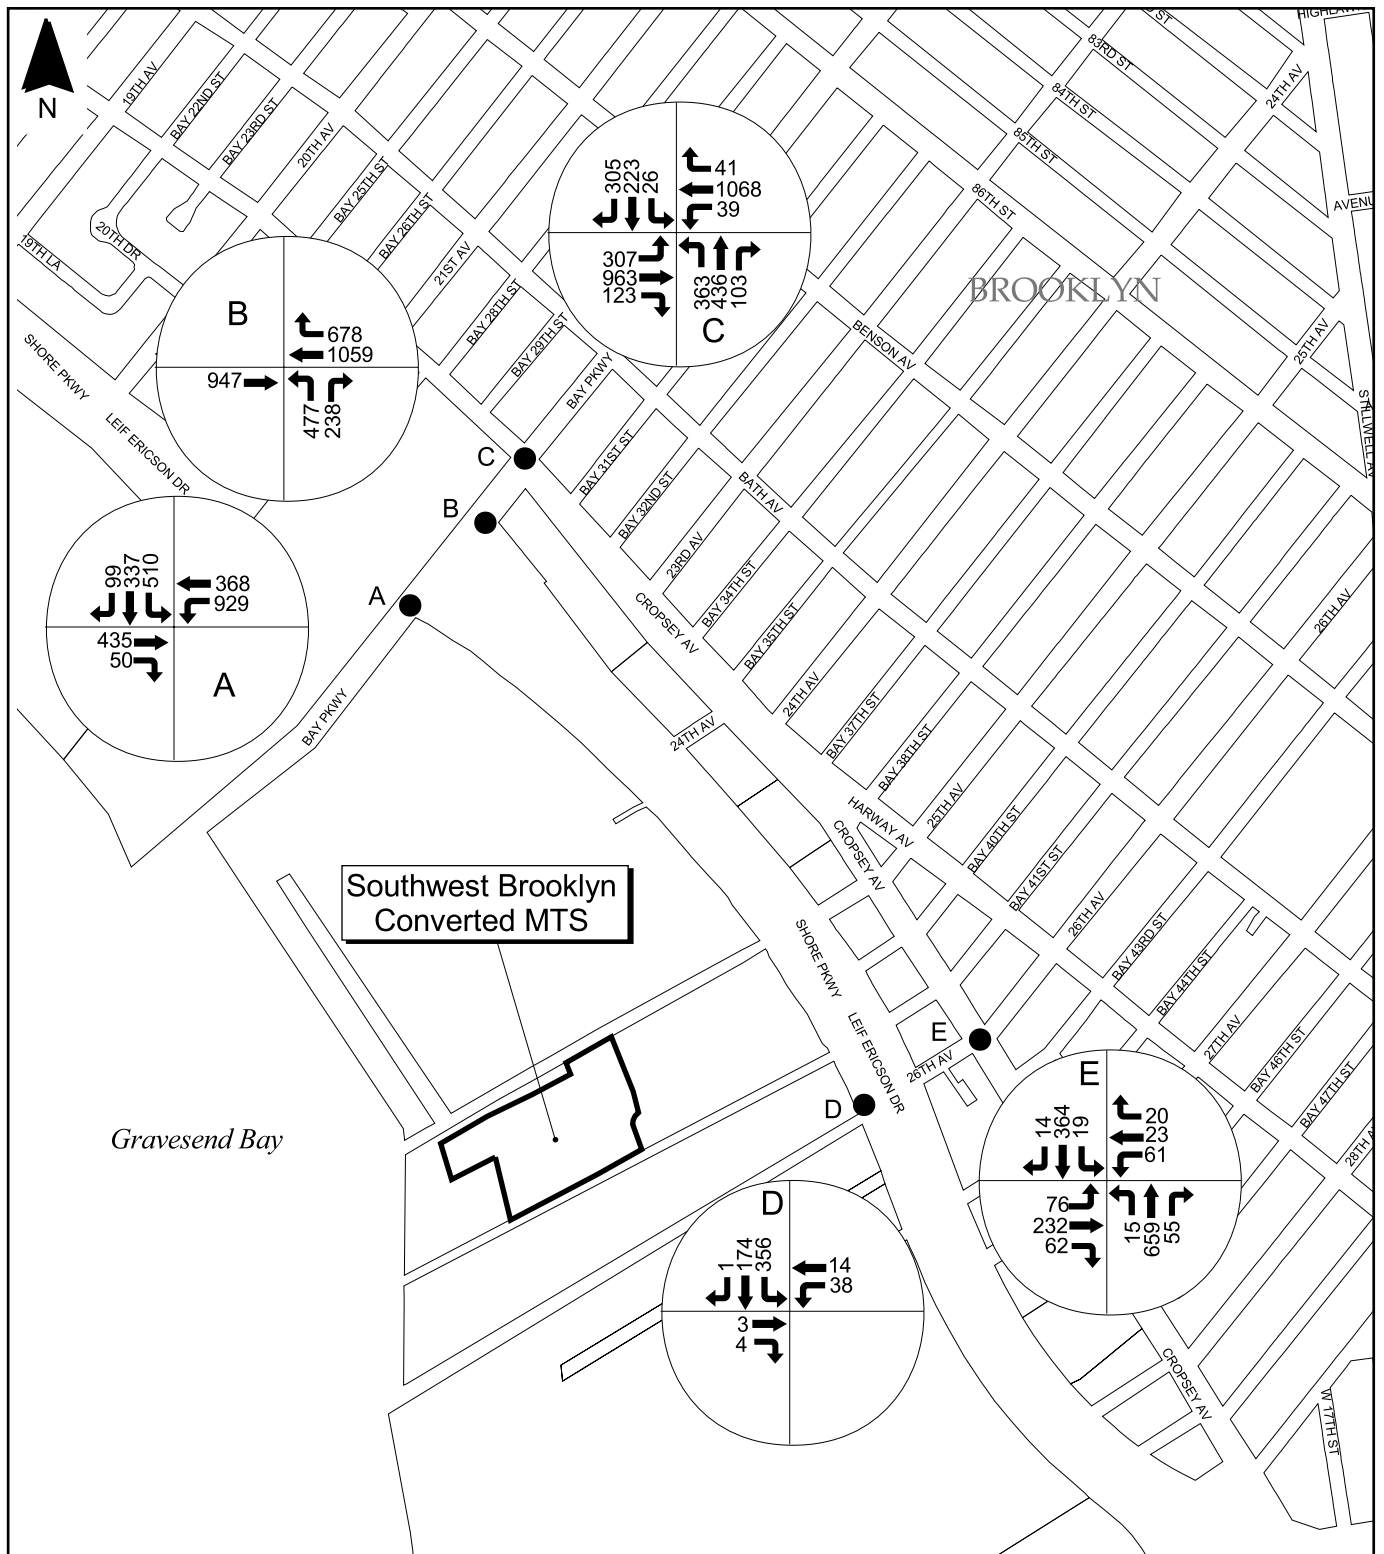 N
19TH AV
BAY 22ND ST
BAY 23RD ST
20TH AV
BAY 25TH ST
BAY 26TH ST
21ST AV
BAY 28TH ST
BAY 29TH ST
BAY PKWY
BAY 31ST ST
BAY 32ND ST
23RD AV
BAY 34TH ST
BAY 35TH ST
24TH AV
BAY 37TH ST
BAY 38TH ST
25TH AV
BAY 40TH ST
BAY 41ST ST
26TH AV
BAY 43RD ST
BAY 44TH ST
27TH AV
BAY 46TH ST
BAY 47TH ST
28TH AV
D ST
83RD ST
84TH ST
85TH ST
86TH ST
24TH AV
AVENU
25TH AV
STILLWELL AV
26TH AV
BROOKLYN
BENSON AV
BATH AV
CROPSEY AV
HARWAY AV
CROPSEY AV
24TH AV
19TH LA
20TH DR
SHORE PKWY
LEIF ERICSON DR
BAY PKWY
SHORE PKWY
LEIF ERICSON DR
26TH AV
CROPSEY AV
W 17TH ST
C
305
223
26
41
1068
39
307
963
123
363
436
103
B
678
1059
947
477
238
A
99
337
510
368
929
435
50
C
B
A
E
D
Southwest Brooklyn
Converted MTS
Gravesend Bay
E
14
364
19
20
23
61
76
232
62
15
659
55
D
1
174
356
14
38
3
4